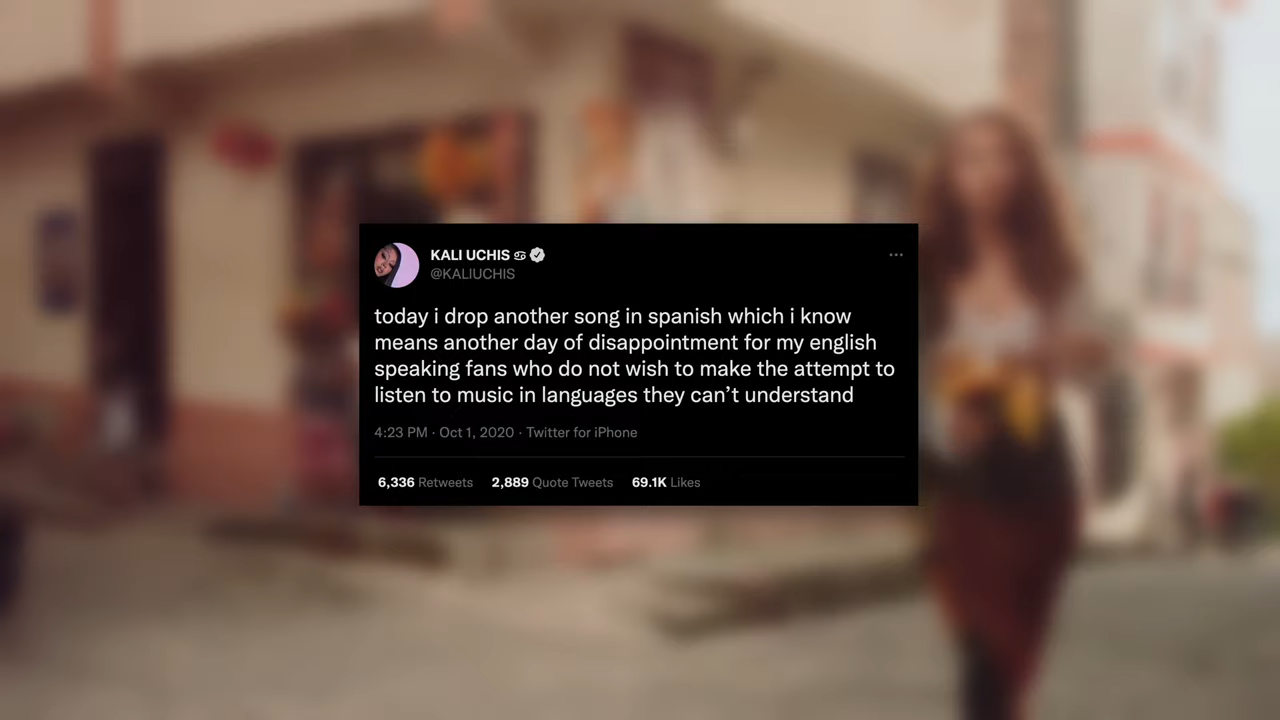 KALI UCHIS ♋︎
@KALIUCHIS
today i drop another song in spanish which i know
means another day of disappointment for my english
speaking fans who do not wish to make the attempt to
listen to music in languages they can’t understand
4:23 PM · Oct 1, 2020 · Twitter for iPhone
6,336 Retweets 2,889 Quote Tweets 69.1K Likes